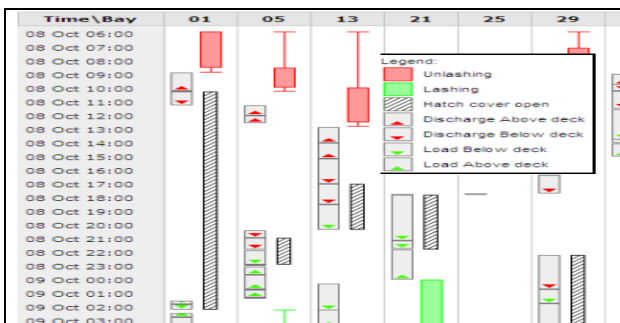 Time\Bay 01 05 13 21 25 29
08 Oct 06:00
08 Oct 07:00
08 Oct 08:00
08 Oct 09:00
08 Oct 10:00
08 Oct 11:00
08 Oct 12:00
08 Oct 13:00
08 Oct 14:00
08 Oct 15:00
08 Oct 16:00
08 Oct 17:00
08 Oct 18:00
08 Oct 19:00
08 Oct 20:00
08 Oct 21:00
08 Oct 22:00
08 Oct 23:00
09 Oct 00:00
09 Oct 01:00
09 Oct 02:00
09 Oct 03:00
Legend:
Unlashing
Lashing
Hatch cover open
Discharge Above deck
Discharge Below deck
Load Below deck
Load Above deck